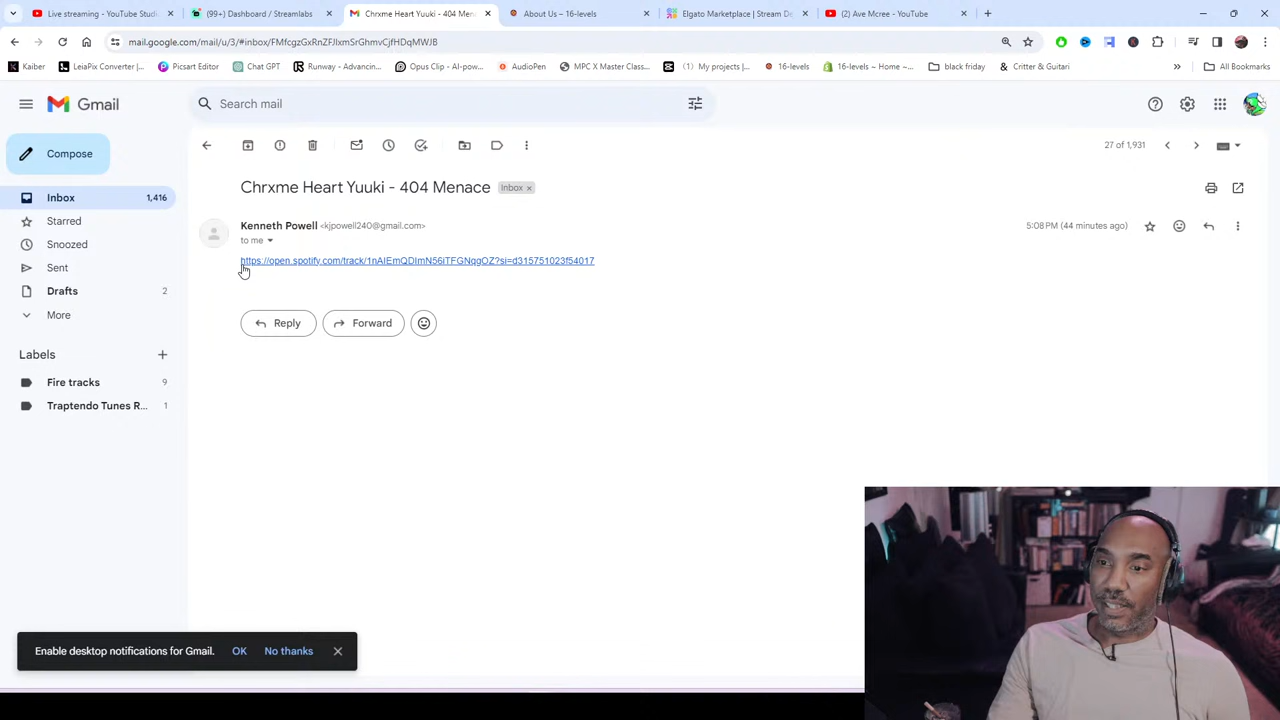 Live streaming - YouTube Studi
(99+) Dashboard / Streamlabs
Chrxme Heart Yuuki - 404 Mena
About Us – 16-levels
Elgato Marketplace | Stream De
(2) Ave Mcree - YouTube
mail.google.com/mail/u/3/#inbox/FMfcgzGxRnZFJlxmSrGhmvCjfHDqMWJB
Kaiber
LeiaPix Converter |...
Picsart Editor
Chat GPT
Runway - Advancin...
Opus Clip - AI-pow...
AudioPen
MPC X Master Class...
(1) My projects |...
16-levels
16-levels ~ Home ~...
black friday
Critter & Guitari
All Bookmarks
Gmail
Search mail
Compose
27 of 1,931
Inbox 1,416
Starred
Snoozed
Sent
Drafts 2
More
Labels
Fire tracks 9
Traptendo Tunes R... 1
Chrxme Heart Yuuki - 404 Menace Inbox
Kenneth Powell <kjpowell240@gmail.com>
5:08 PM (44 minutes ago)
to me
https://open.spotify.com/track/1nAIEmQDImN56iTFGNqgOZ?si=d315751023f54017
Reply
Forward
Enable desktop notifications for Gmail. OK No thanks